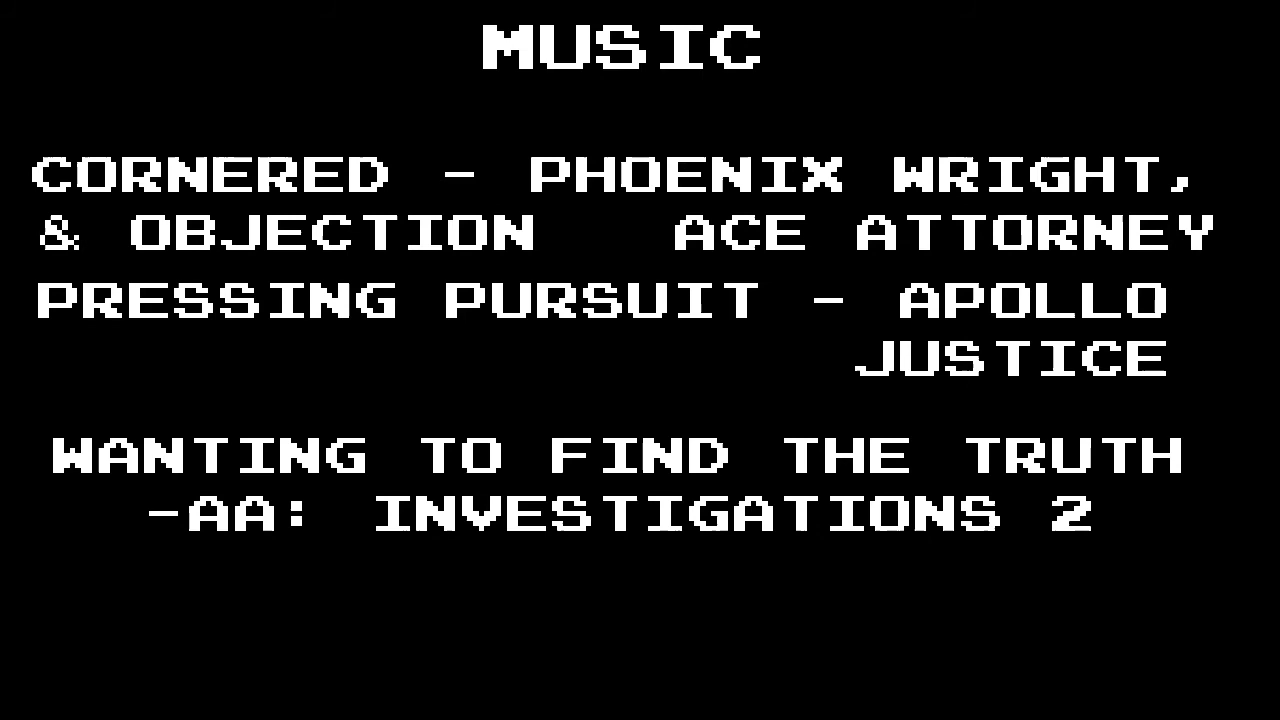 MUSIC
CORNERED - PHOENIX WRIGHT,
& OBJECTION ACE ATTORNEY
PRESSING PURSUIT - APOLLO
JUSTICE
WANTING TO FIND THE TRUTH
-AA: INVESTIGATIONS 2